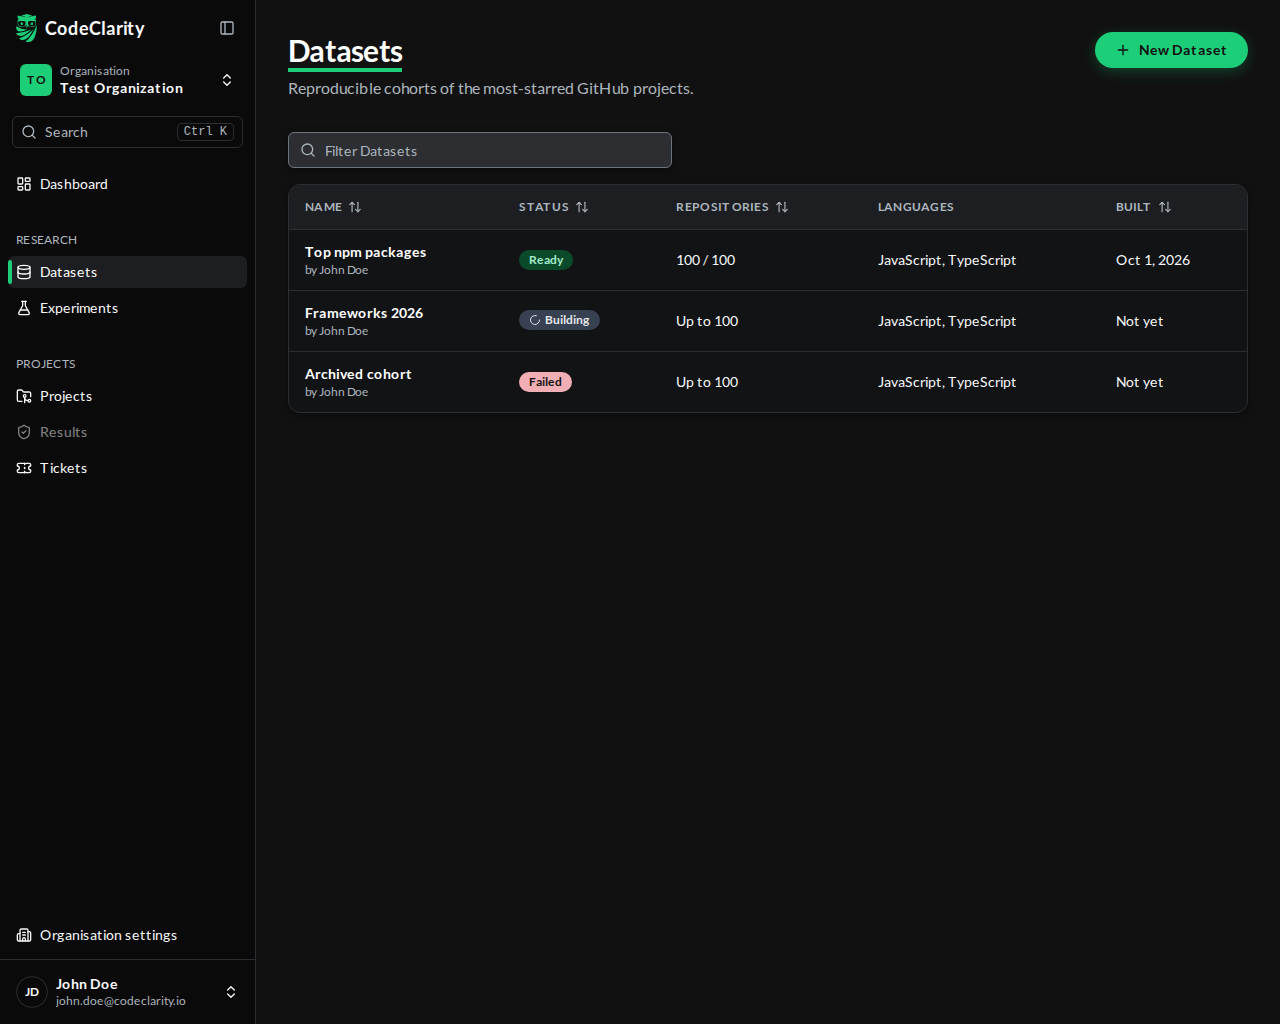 CodeClarity
TO
Organisation
Test Organization
Search
Ctrl K
Dashboard
RESEARCH
Datasets
Experiments
PROJECTS
Projects
Results
Tickets
Organisation settings
JD
John Doe
john.doe@codeclarity.io
Datasets
Reproducible cohorts of the most-starred GitHub projects.
New Dataset
Filter Datasets
NAME STATUS REPOSITORIES LANGUAGES BUILT
Top npm packages
by John Doe
Ready
100 / 100
JavaScript, TypeScript
Oct 1, 2026
Frameworks 2026
by John Doe
Building
Up to 100
JavaScript, TypeScript
Not yet
Archived cohort
by John Doe
Failed
Up to 100
JavaScript, TypeScript
Not yet